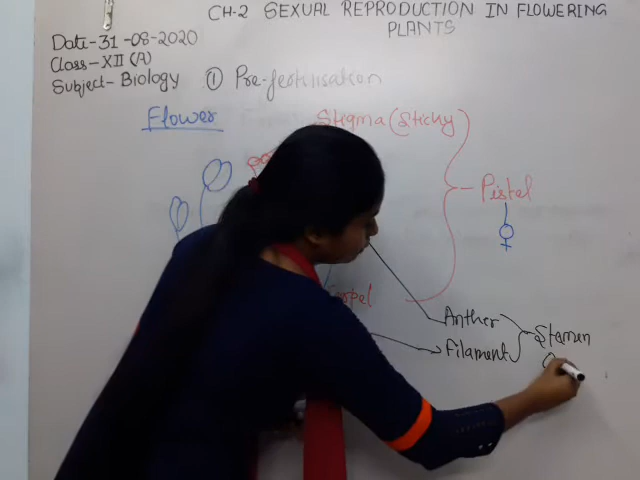 CH-2 SEXUAL REPRODUCTION IN FLOWERING
PLANTS
Date-31-08-2020
Class-XII (A)
Subject- Biology
① Pre-fertilisation
Flower
Stigma (Sticky)
Pistel
♀
Anther
Stamen
Filament